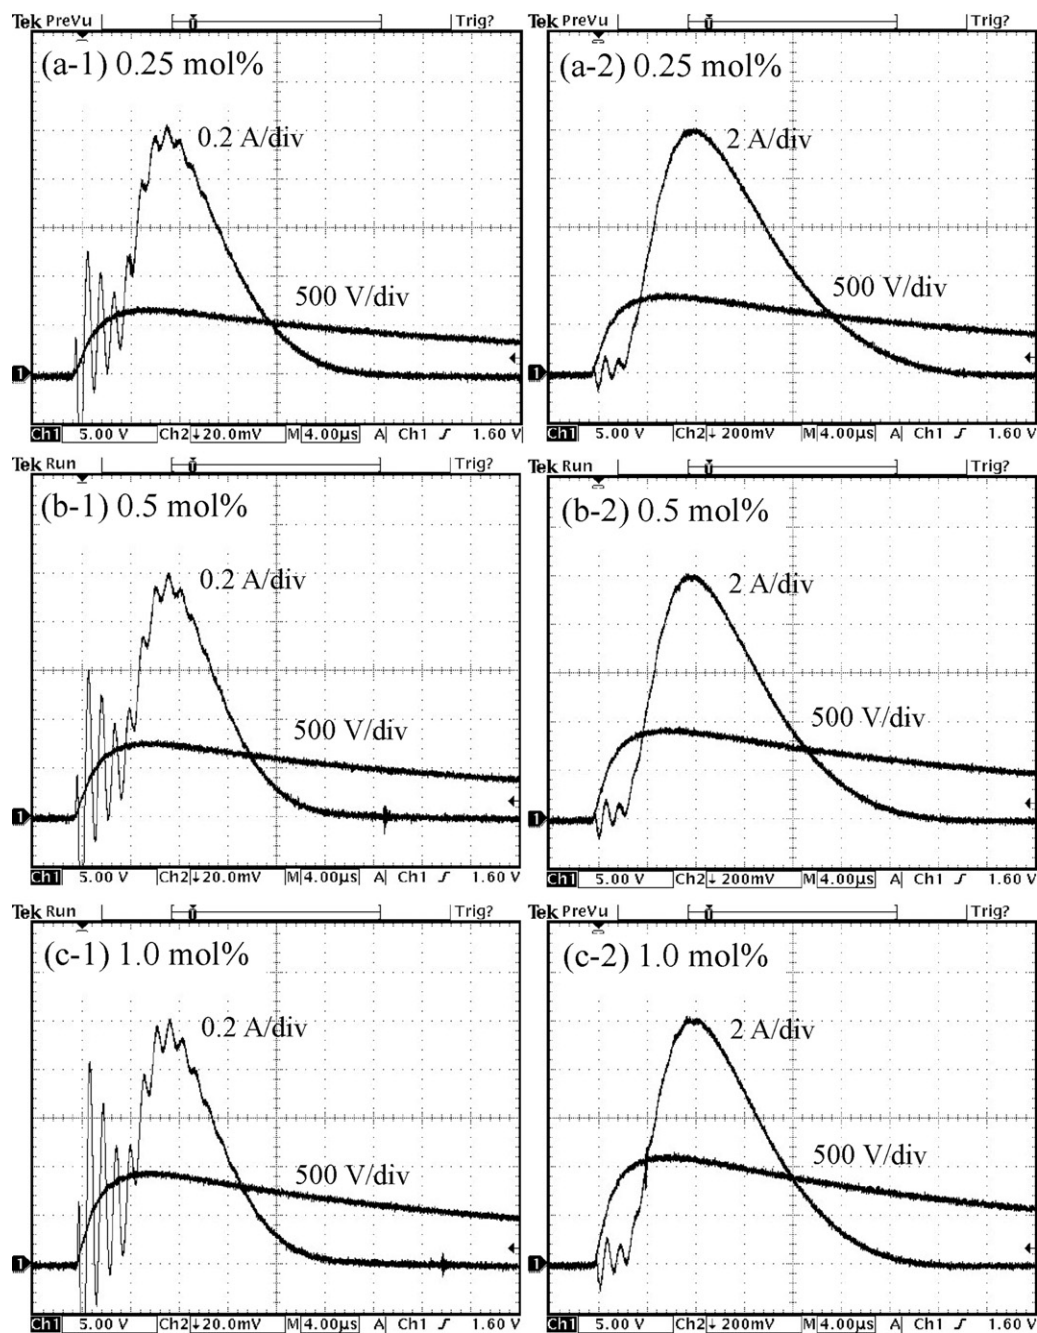 Tek PreVu Trig?
(a-1) 0.25 mol%
0.2 A/div
500 V/div
1
Ch1 5.00 V Ch2 20.0mV M 4.00µs A Ch1 1.60 V
Tek PreVu Trig?
(a-2) 0.25 mol%
2 A/div
500 V/div
1
Ch1 5.00 V Ch2 200mV M 4.00µs A Ch1 1.60 V
Tek Run Trig?
(b-1) 0.5 mol%
0.2 A/div
500 V/div
1
Ch1 5.00 V Ch2 20.0mV M 4.00µs A Ch1 1.60 V
Tek Run Trig?
(b-2) 0.5 mol%
2 A/div
500 V/div
1
Ch1 5.00 V Ch2 200mV M 4.00µs A Ch1 1.60 V
Tek Run Trig?
(c-1) 1.0 mol%
0.2 A/div
500 V/div
1
Ch1 5.00 V Ch2 20.0mV M 4.00µs A Ch1 1.60 V
Tek PreVu Trig?
(c-2) 1.0 mol%
2 A/div
500 V/div
1
Ch1 5.00 V Ch2 200mV M 4.00µs A Ch1 1.60 V